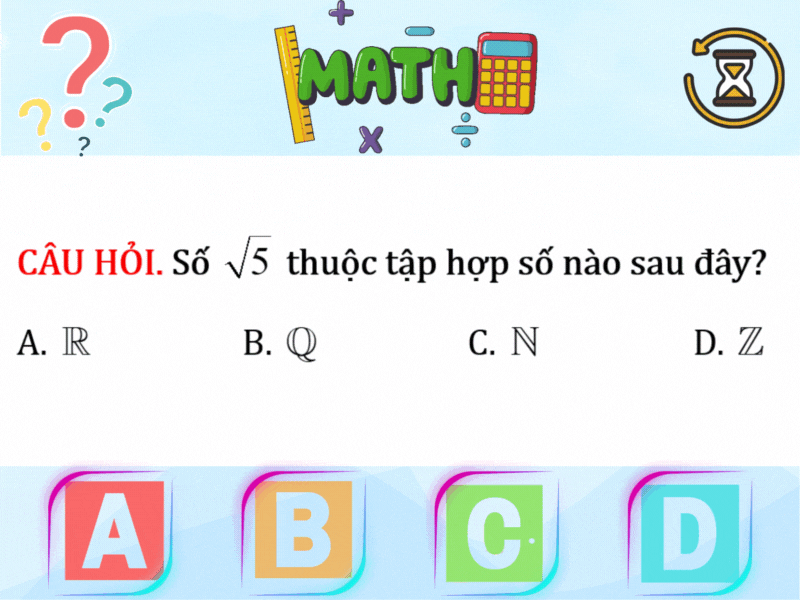 MATH
CÂU HỎI. Số √5 thuộc tập hợp số nào sau đây?
A. ℝ B. ℚ C. ℕ D. ℤ
A B C D